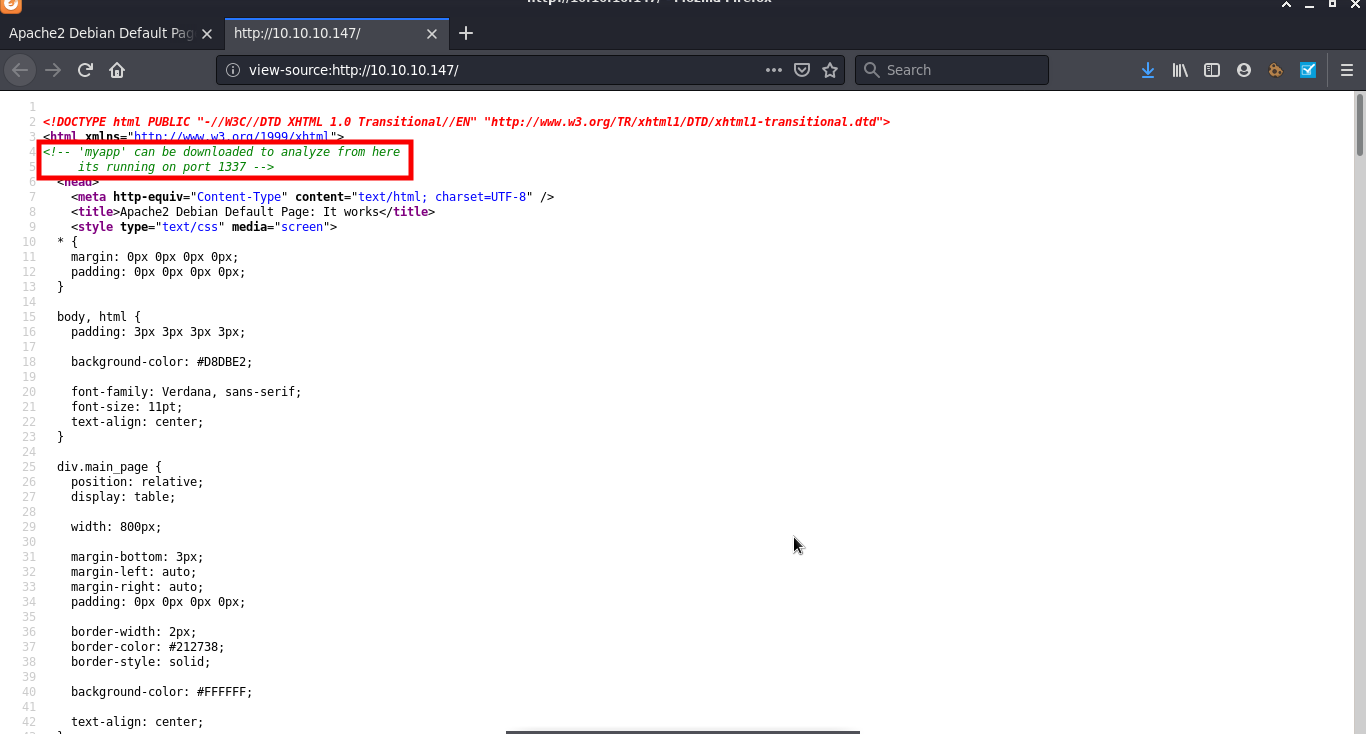 http://10.10.10.147/ - Mozilla Firefox
Apache2 Debian Default Pag
http://10.10.10.147/
view-source:http://10.10.10.147/
Search
1
2 <!DOCTYPE html PUBLIC "-//W3C//DTD XHTML 1.0 Transitional//EN" "http://www.w3.org/TR/xhtml1/DTD/xhtml1-transitional.dtd">
3 <html xmlns="http://www.w3.org/1999/xhtml">
4 <!-- 'myapp' can be downloaded to analyze from here
5 its running on port 1337 -->
6 <head>
7 <meta http-equiv="Content-Type" content="text/html; charset=UTF-8" />
8 <title>Apache2 Debian Default Page: It works</title>
9 <style type="text/css" media="screen">
10 * {
11 margin: 0px 0px 0px 0px;
12 padding: 0px 0px 0px 0px;
13 }
14
15 body, html {
16 padding: 3px 3px 3px 3px;
17
18 background-color: #D8DBE2;
19
20 font-family: Verdana, sans-serif;
21 font-size: 11pt;
22 text-align: center;
23 }
24
25 div.main_page {
26 position: relative;
27 display: table;
28
29 width: 800px;
30
31 margin-bottom: 3px;
32 margin-left: auto;
33 margin-right: auto;
34 padding: 0px 0px 0px 0px;
35
36 border-width: 2px;
37 border-color: #212738;
38 border-style: solid;
39
40 background-color: #FFFFFF;
41
42 text-align: center;